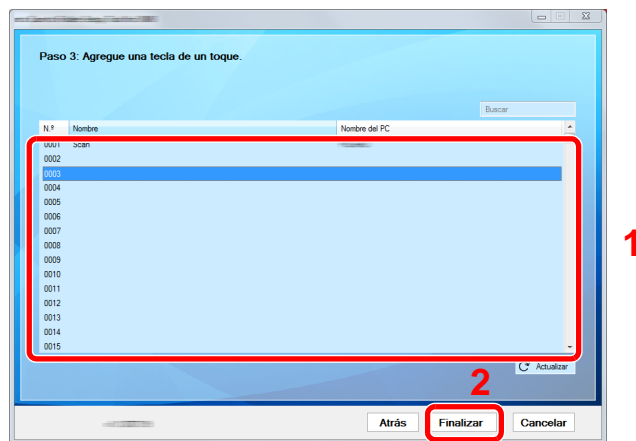 Paso 3: Agregue una tecla de un toque.
Buscar
N.º Nombre Nombre del PC
0001 Scan
0002
0003
0004
0005
0006
0007
0008
0009
0010
0011
0012
0013
0014
0015
1
Actualizar
2
Atrás Finalizar Cancelar